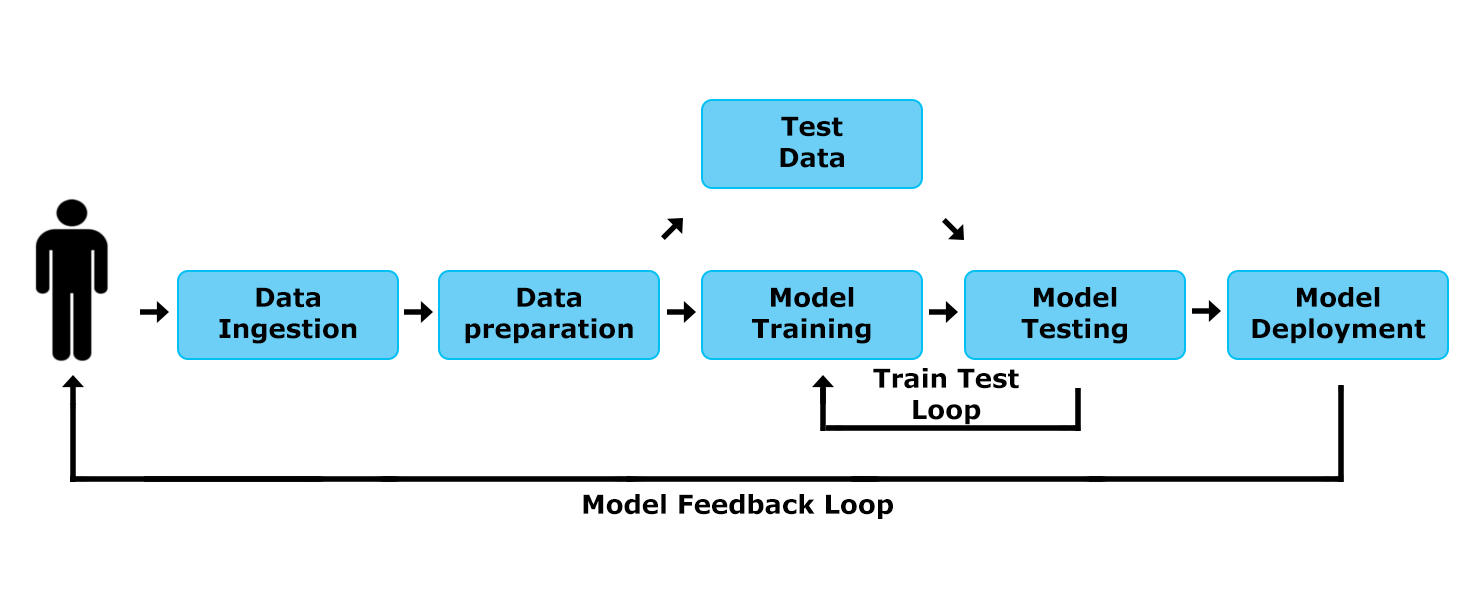 Test
Data
Data
Ingestion
Data
preparation
Model
Training
Model
Testing
Model
Deployment
Train Test
Loop
Model Feedback Loop